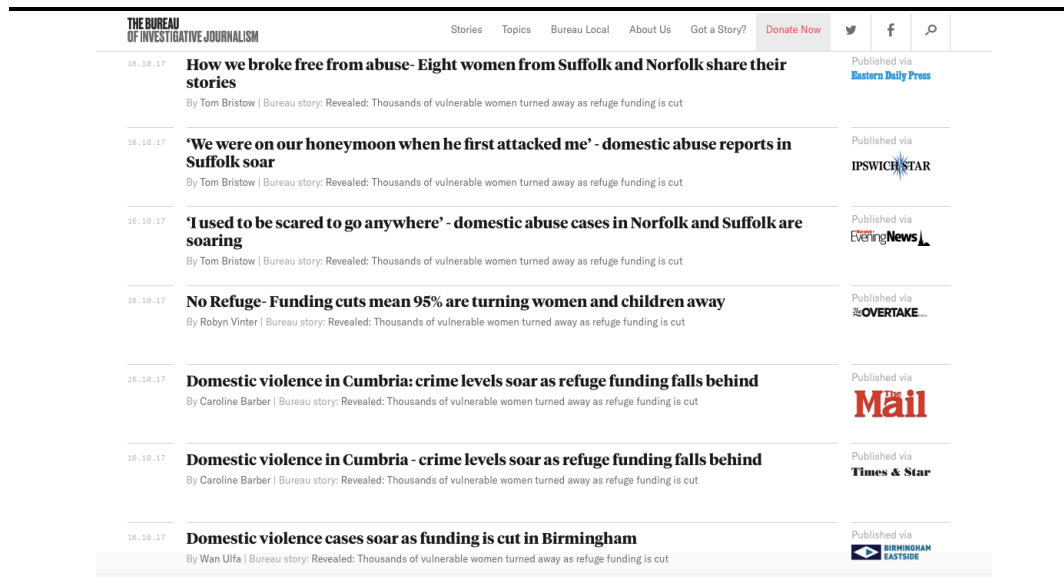 THE BUREAU
OF INVESTIGATIVE JOURNALISM
Stories Topics Bureau Local About Us Got a Story? Donate Now
16.10.17
How we broke free from abuse- Eight women from Suffolk and Norfolk share their
stories
By Tom Bristow | Bureau story: Revealed: Thousands of vulnerable women turned away as refuge funding is cut
Published via
Eastern Daily Press
16.10.17
‘We were on our honeymoon when he first attacked me’ - domestic abuse reports in
Suffolk soar
By Tom Bristow | Bureau story: Revealed: Thousands of vulnerable women turned away as refuge funding is cut
Published via
IPSWICH STAR
16.10.17
‘I used to be scared to go anywhere’ - domestic abuse cases in Norfolk and Suffolk are
soaring
By Tom Bristow | Bureau story: Revealed: Thousands of vulnerable women turned away as refuge funding is cut
Published via
Evening News
16.10.17
No Refuge- Funding cuts mean 95% are turning women and children away
By Robyn Vinter | Bureau story: Revealed: Thousands of vulnerable women turned away as refuge funding is cut
Published via
The OVERTAKE
16.10.17
Domestic violence in Cumbria: crime levels soar as refuge funding falls behind
By Caroline Barber | Bureau story: Revealed: Thousands of vulnerable women turned away as refuge funding is cut
Published via
The Mail
16.10.17
Domestic violence in Cumbria - crime levels soar as refuge funding falls behind
By Caroline Barber | Bureau story: Revealed: Thousands of vulnerable women turned away as refuge funding is cut
Published via
Times & Star
16.10.17
Domestic violence cases soar as funding is cut in Birmingham
By Wan Ulfa | Bureau story: Revealed: Thousands of vulnerable women turned away as refuge funding is cut
Published via
BIRMINGHAM
EASTSIDE